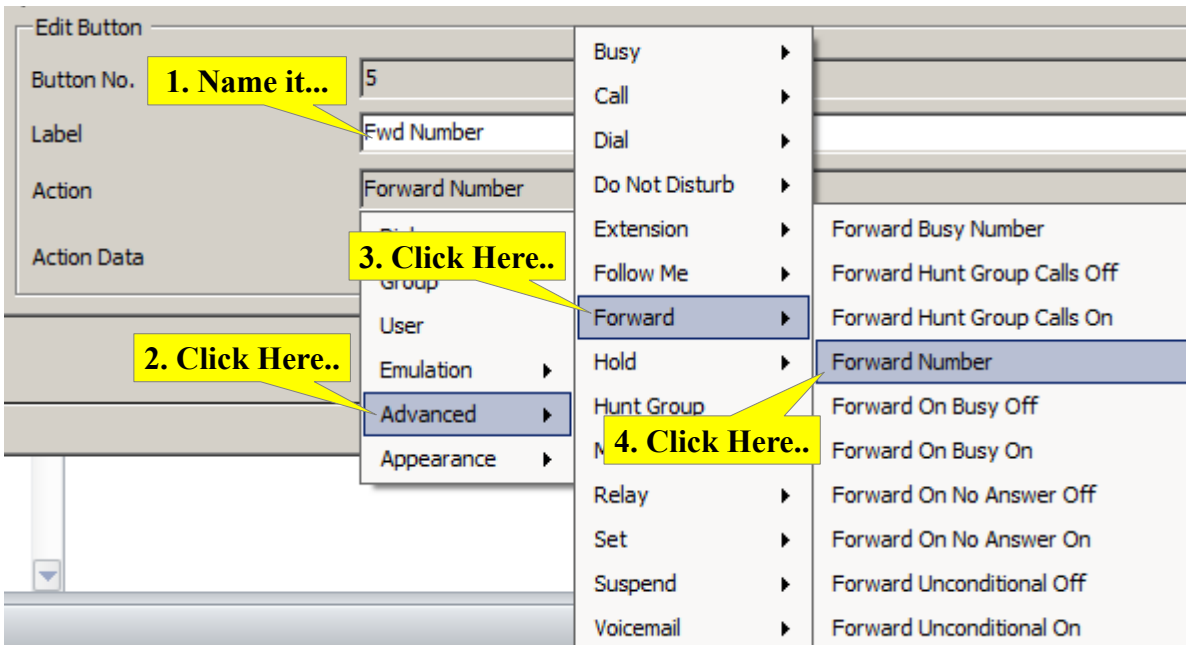 Edit Button
Button No.
1. Name it...
5
Label
Fwd Number
Action
Forward Number
Action Data
3. Click Here..
Group
User
2. Click Here..
Emulation
Advanced
Appearance
Busy
Call
Dial
Do Not Disturb
Extension
Follow Me
Forward
Hold
Hunt Group
4. Click Here..
Relay
Set
Suspend
Voicemail
Forward Busy Number
Forward Hunt Group Calls Off
Forward Hunt Group Calls On
Forward Number
Forward On Busy Off
Forward On Busy On
Forward On No Answer Off
Forward On No Answer On
Forward Unconditional Off
Forward Unconditional On